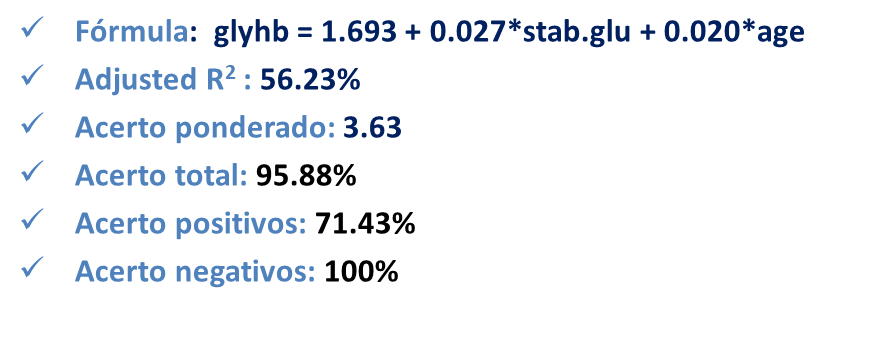 ✓ Fórmula: glyhb = 1.693 + 0.027*stab.glu + 0.020*age
✓ Adjusted R² : 56.23%
✓ Acerto ponderado: 3.63
✓ Acerto total: 95.88%
✓ Acerto positivos: 71.43%
✓ Acerto negativos: 100%